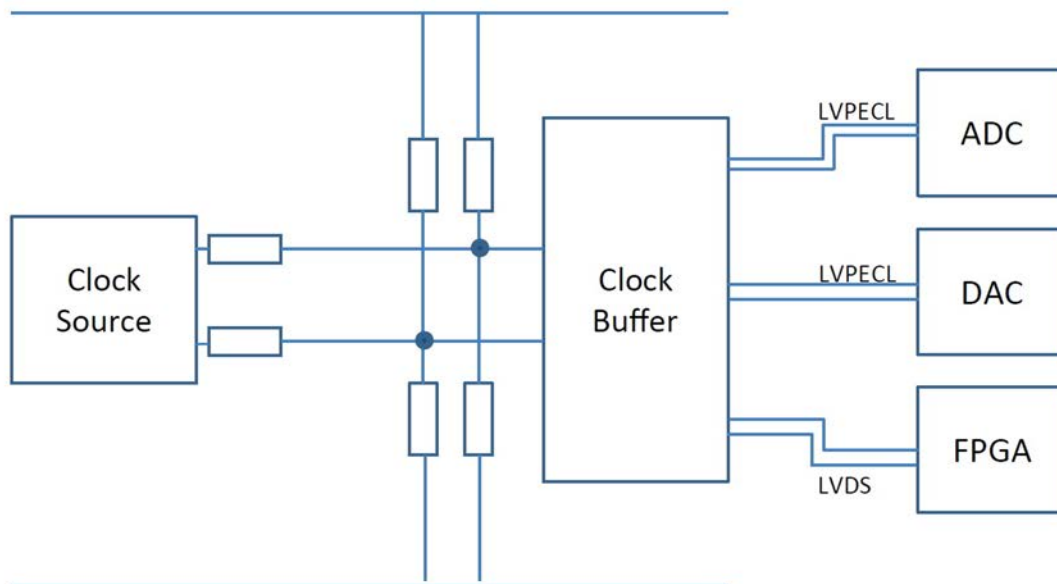 LVPECL
ADC
Clock
Source
Clock
Buffer
LVPECL
DAC
FPGA
LVDS